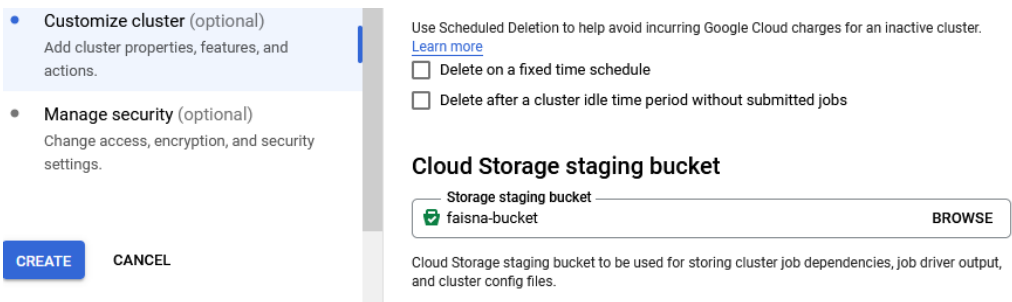 Customize cluster (optional)
Add cluster properties, features, and
actions.
Manage security (optional)
Change access, encryption, and security
settings.
CREATE
CANCEL
Use Scheduled Deletion to help avoid incurring Google Cloud charges for an inactive cluster.
Learn more
Delete on a fixed time schedule
Delete after a cluster idle time period without submitted jobs
Cloud Storage staging bucket
Storage staging bucket
faisna-bucket
BROWSE
Cloud Storage staging bucket to be used for storing cluster job dependencies, job driver output,
and cluster config files.